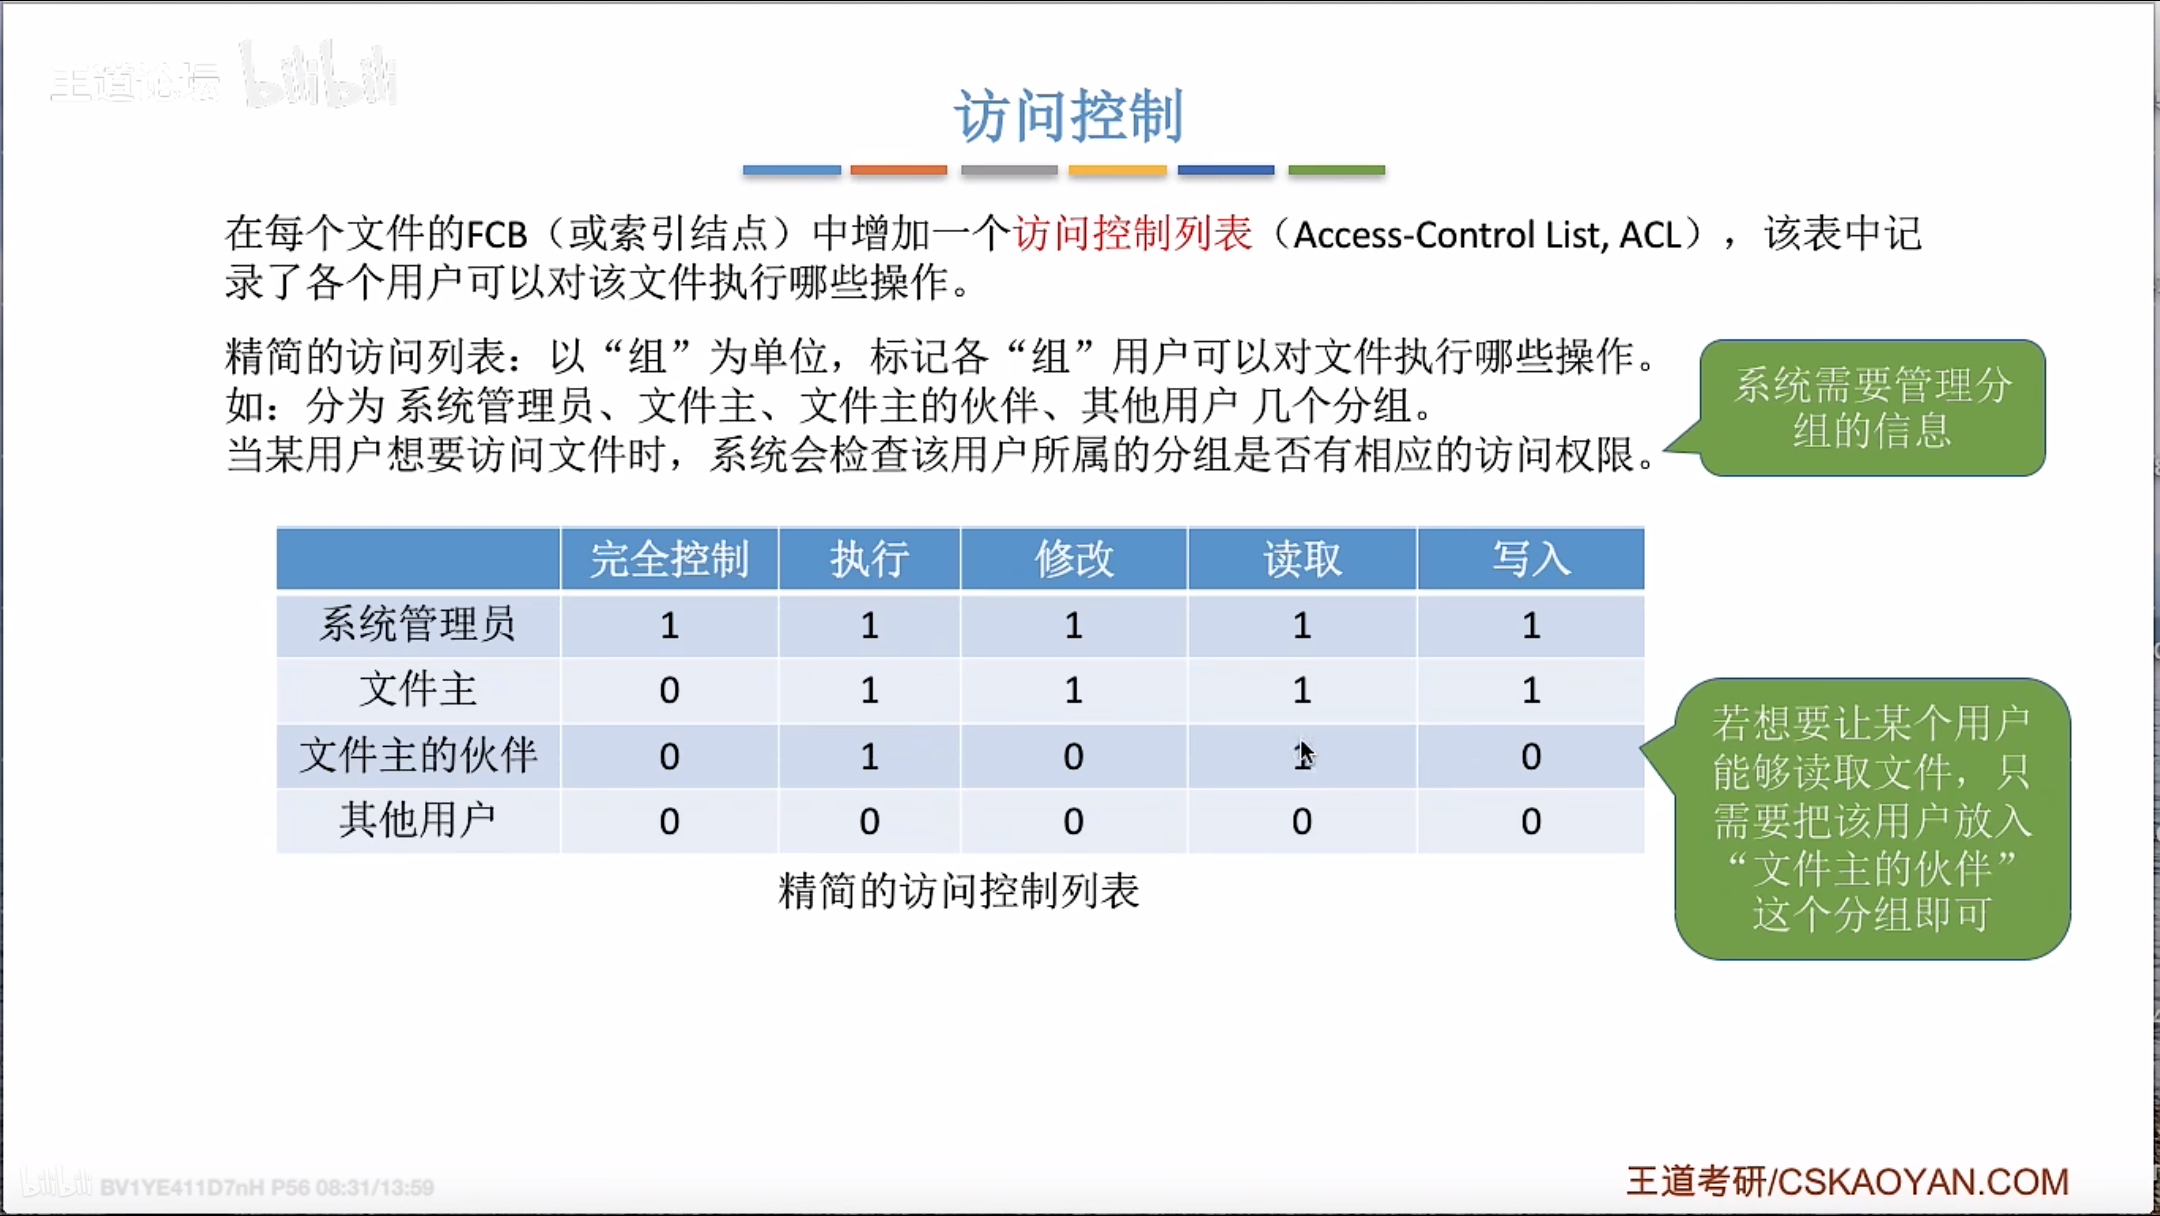 王道论坛 bilibili
访问控制
在每个文件的FCB（或索引结点）中增加一个访问控制列表（Access-Control List, ACL），该表中记
录了各个用户可以对该文件执行哪些操作。
精简的访问列表：以“组”为单位，标记各“组”用户可以对文件执行哪些操作。
如：分为 系统管理员、文件主、文件主的伙伴、其他用户 几个分组。
当某用户想要访问文件时，系统会检查该用户所属的分组是否有相应的访问权限。
系统需要管理分
组的信息
完全控制 执行 修改 读取 写入
系统管理员 1 1 1 1 1
文件主 0 1 1 1 1
文件主的伙伴 0 1 0 1 0
其他用户 0 0 0 0 0
精简的访问控制列表
若想要让某个用户
能够读取文件，只
需要把该用户放入
“文件主的伙伴”
这个分组即可
bilibili BV1YE411D7nH P56 08:31/13:59
王道考研/CSKAOYAN.COM